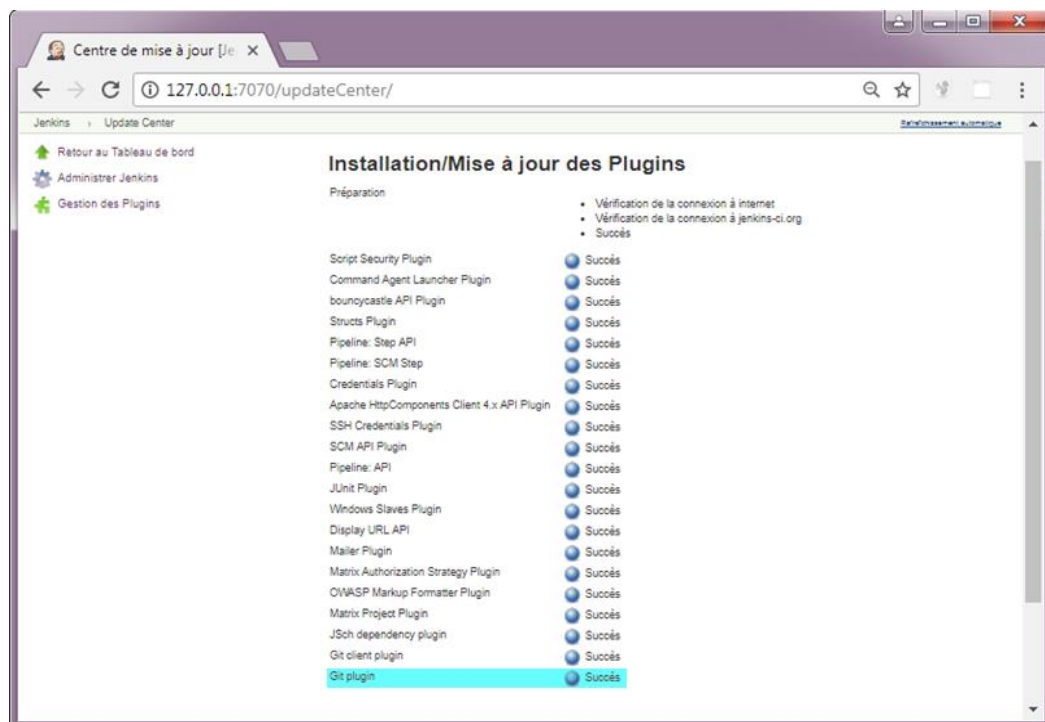 Centre de mise à jour [Je
127.0.0.1:7070/updateCenter/
Jenkins › Update Center
Rafraîchissement automatique
Retour au Tableau de bord
Administrer Jenkins
Gestion des Plugins
Installation/Mise à jour des Plugins
Préparation
• Vérification de la connexion à internet
• Vérification de la connexion à jenkins-ci.org
• Succès
Script Security Plugin Succès
Command Agent Launcher Plugin Succès
bouncycastle API Plugin Succès
Structs Plugin Succès
Pipeline: Step API Succès
Pipeline: SCM Step Succès
Credentials Plugin Succès
Apache HttpComponents Client 4.x API Plugin Succès
SSH Credentials Plugin Succès
SCM API Plugin Succès
Pipeline: API Succès
JUnit Plugin Succès
Windows Slaves Plugin Succès
Display URL API Succès
Mailer Plugin Succès
Matrix Authorization Strategy Plugin Succès
OWASP Markup Formatter Plugin Succès
Matrix Project Plugin Succès
JSch dependency plugin Succès
Git client plugin Succès
Git plugin Succès